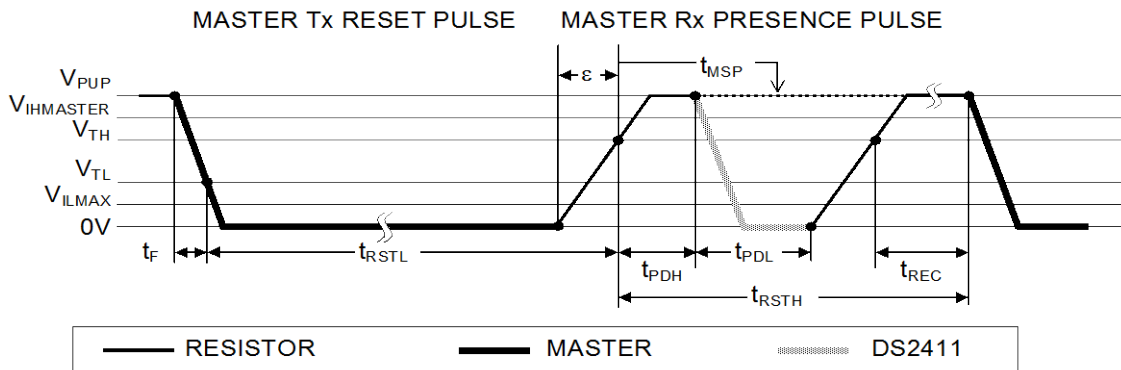 MASTER Tx RESET PULSE MASTER Rx PRESENCE PULSE
ε tMSP
VPUP
VIHMASTER
VTH
VTL
VILMAX
0V
tF tRSTL tPDH tPDL tREC
tRSTH
RESISTOR MASTER DS2411